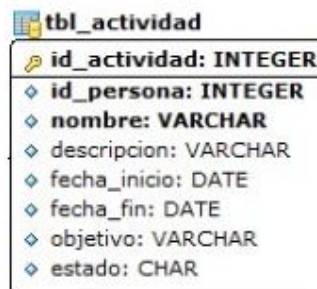 tbl_actividad
id_actividad: INTEGER
id_persona: INTEGER
nombre: VARCHAR
descripcion: VARCHAR
fecha_inicio: DATE
fecha_fin: DATE
objetivo: VARCHAR
estado: CHAR